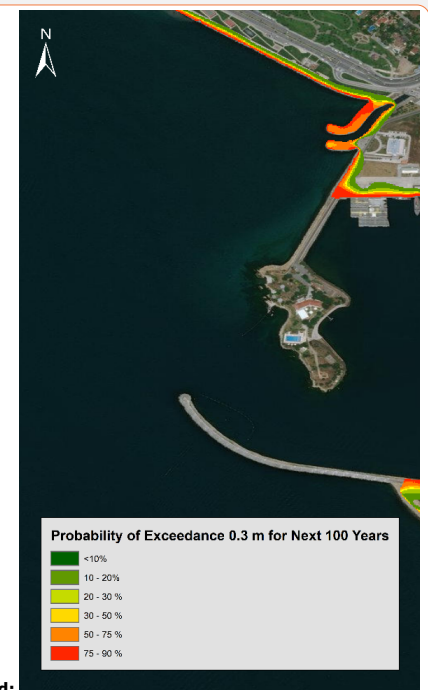 N
Probability of Exceedance 0.3 m for Next 100 Years
<10%
10 - 20%
20 - 30 %
30 - 50 %
50 - 75 %
75 - 90 %
d: